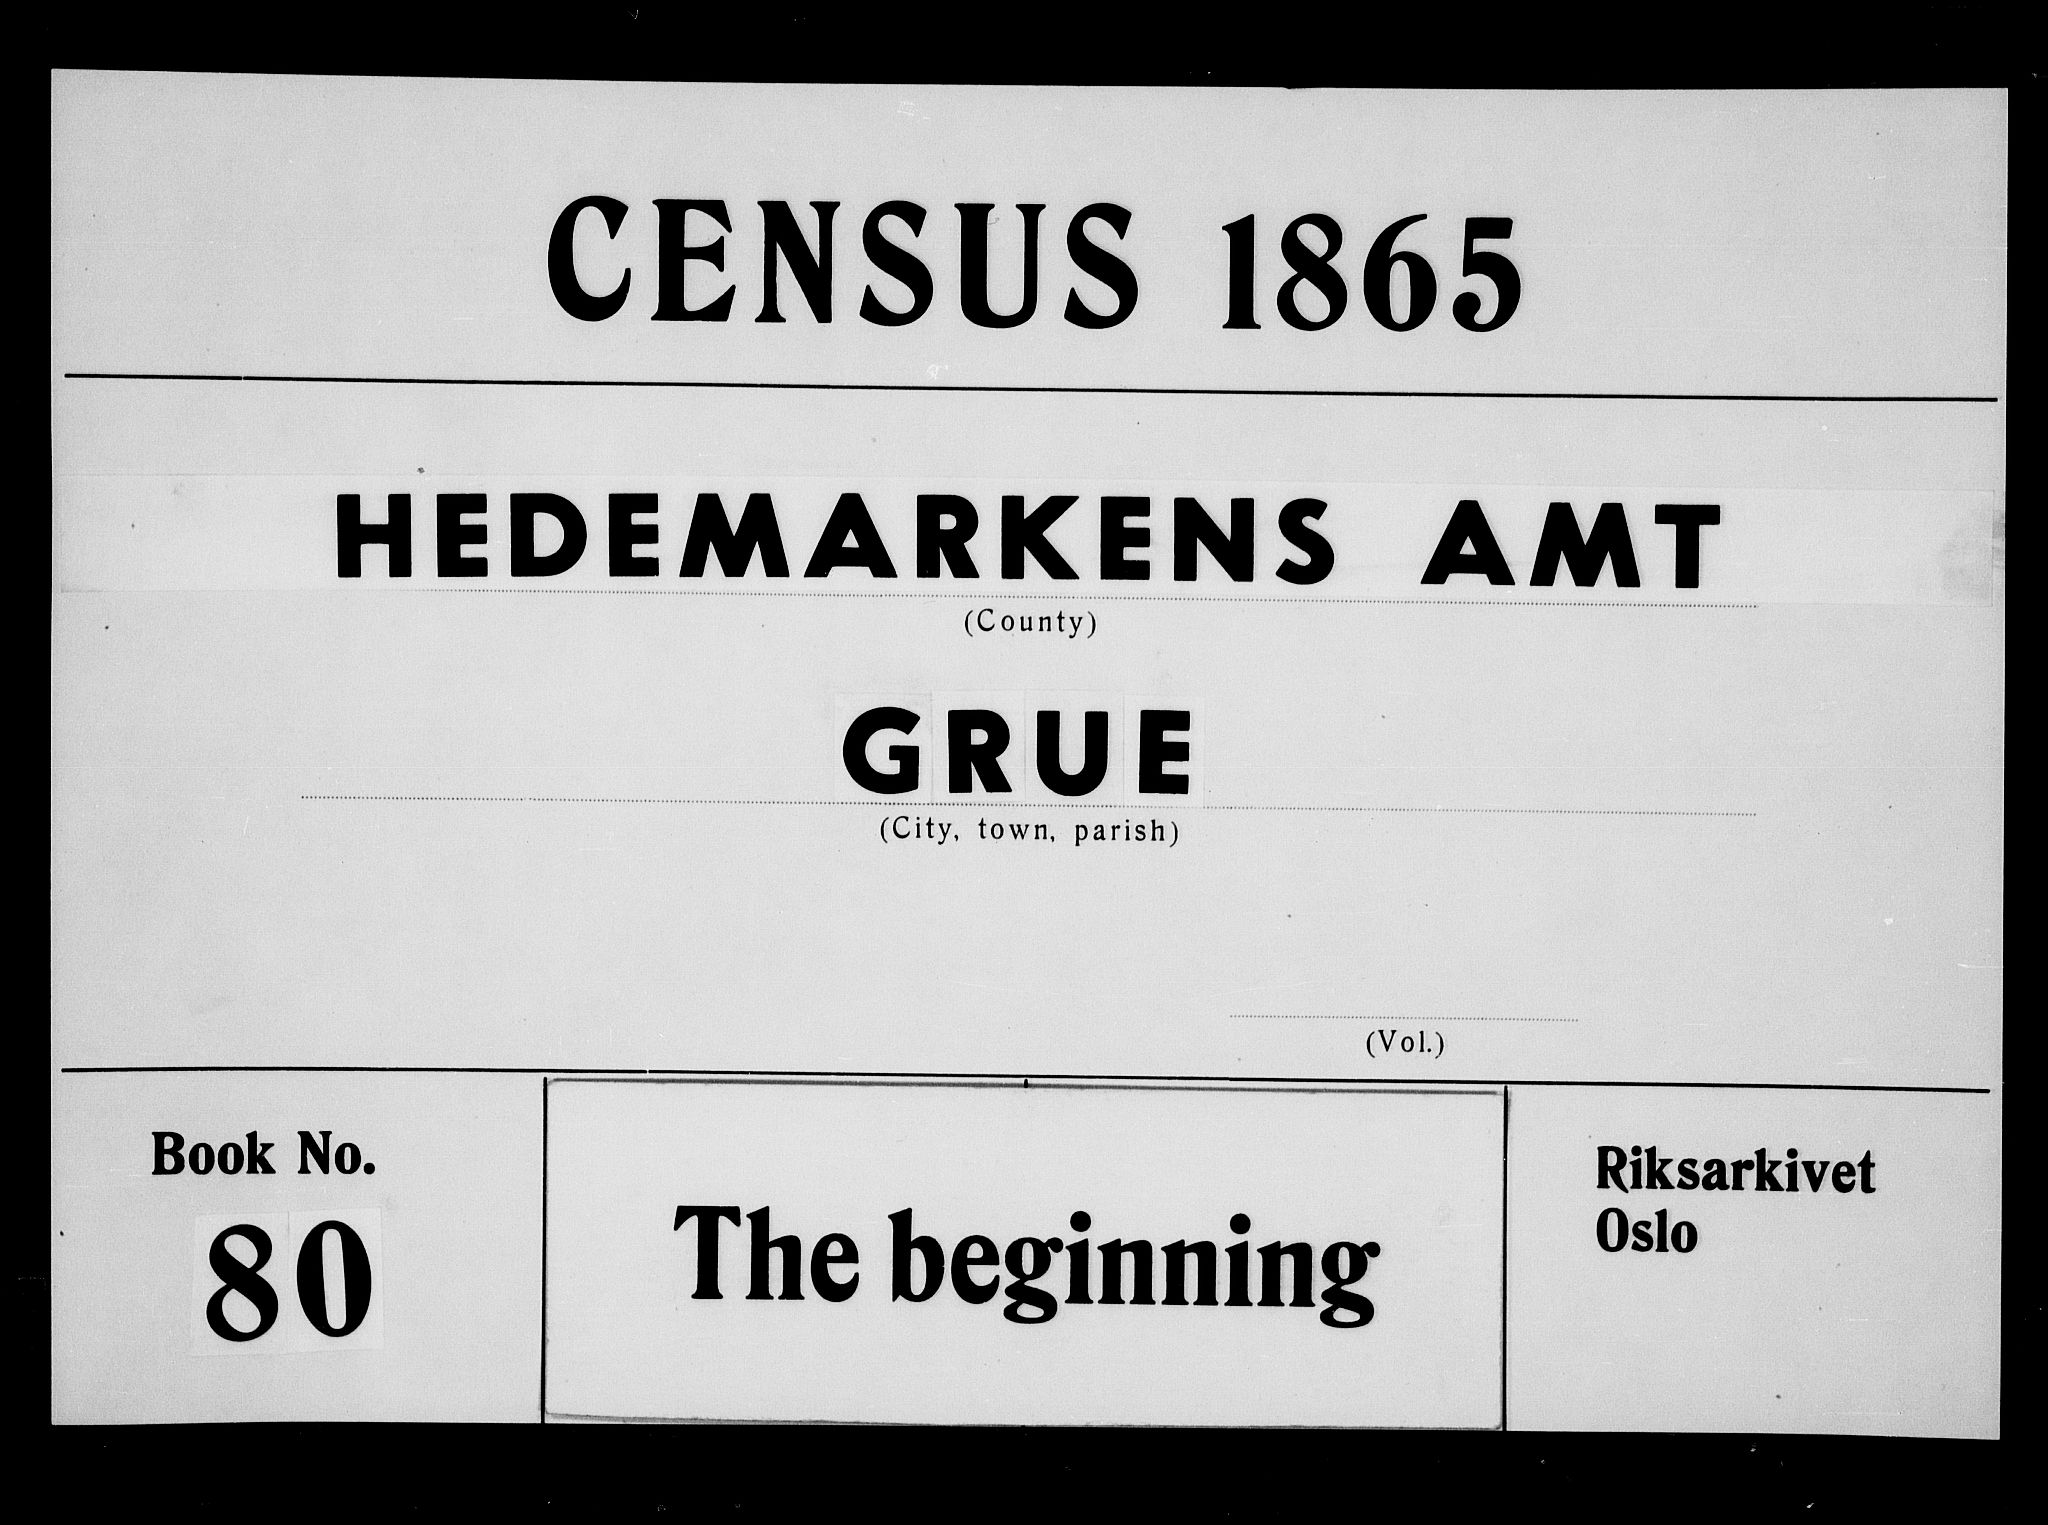 CENSUS 1865
HEDEMARKENS AMT
(County)
GRUE
(City, town, parish)
(Vol.)
Book No.
80
The beginning
Riksarkivet
Oslo